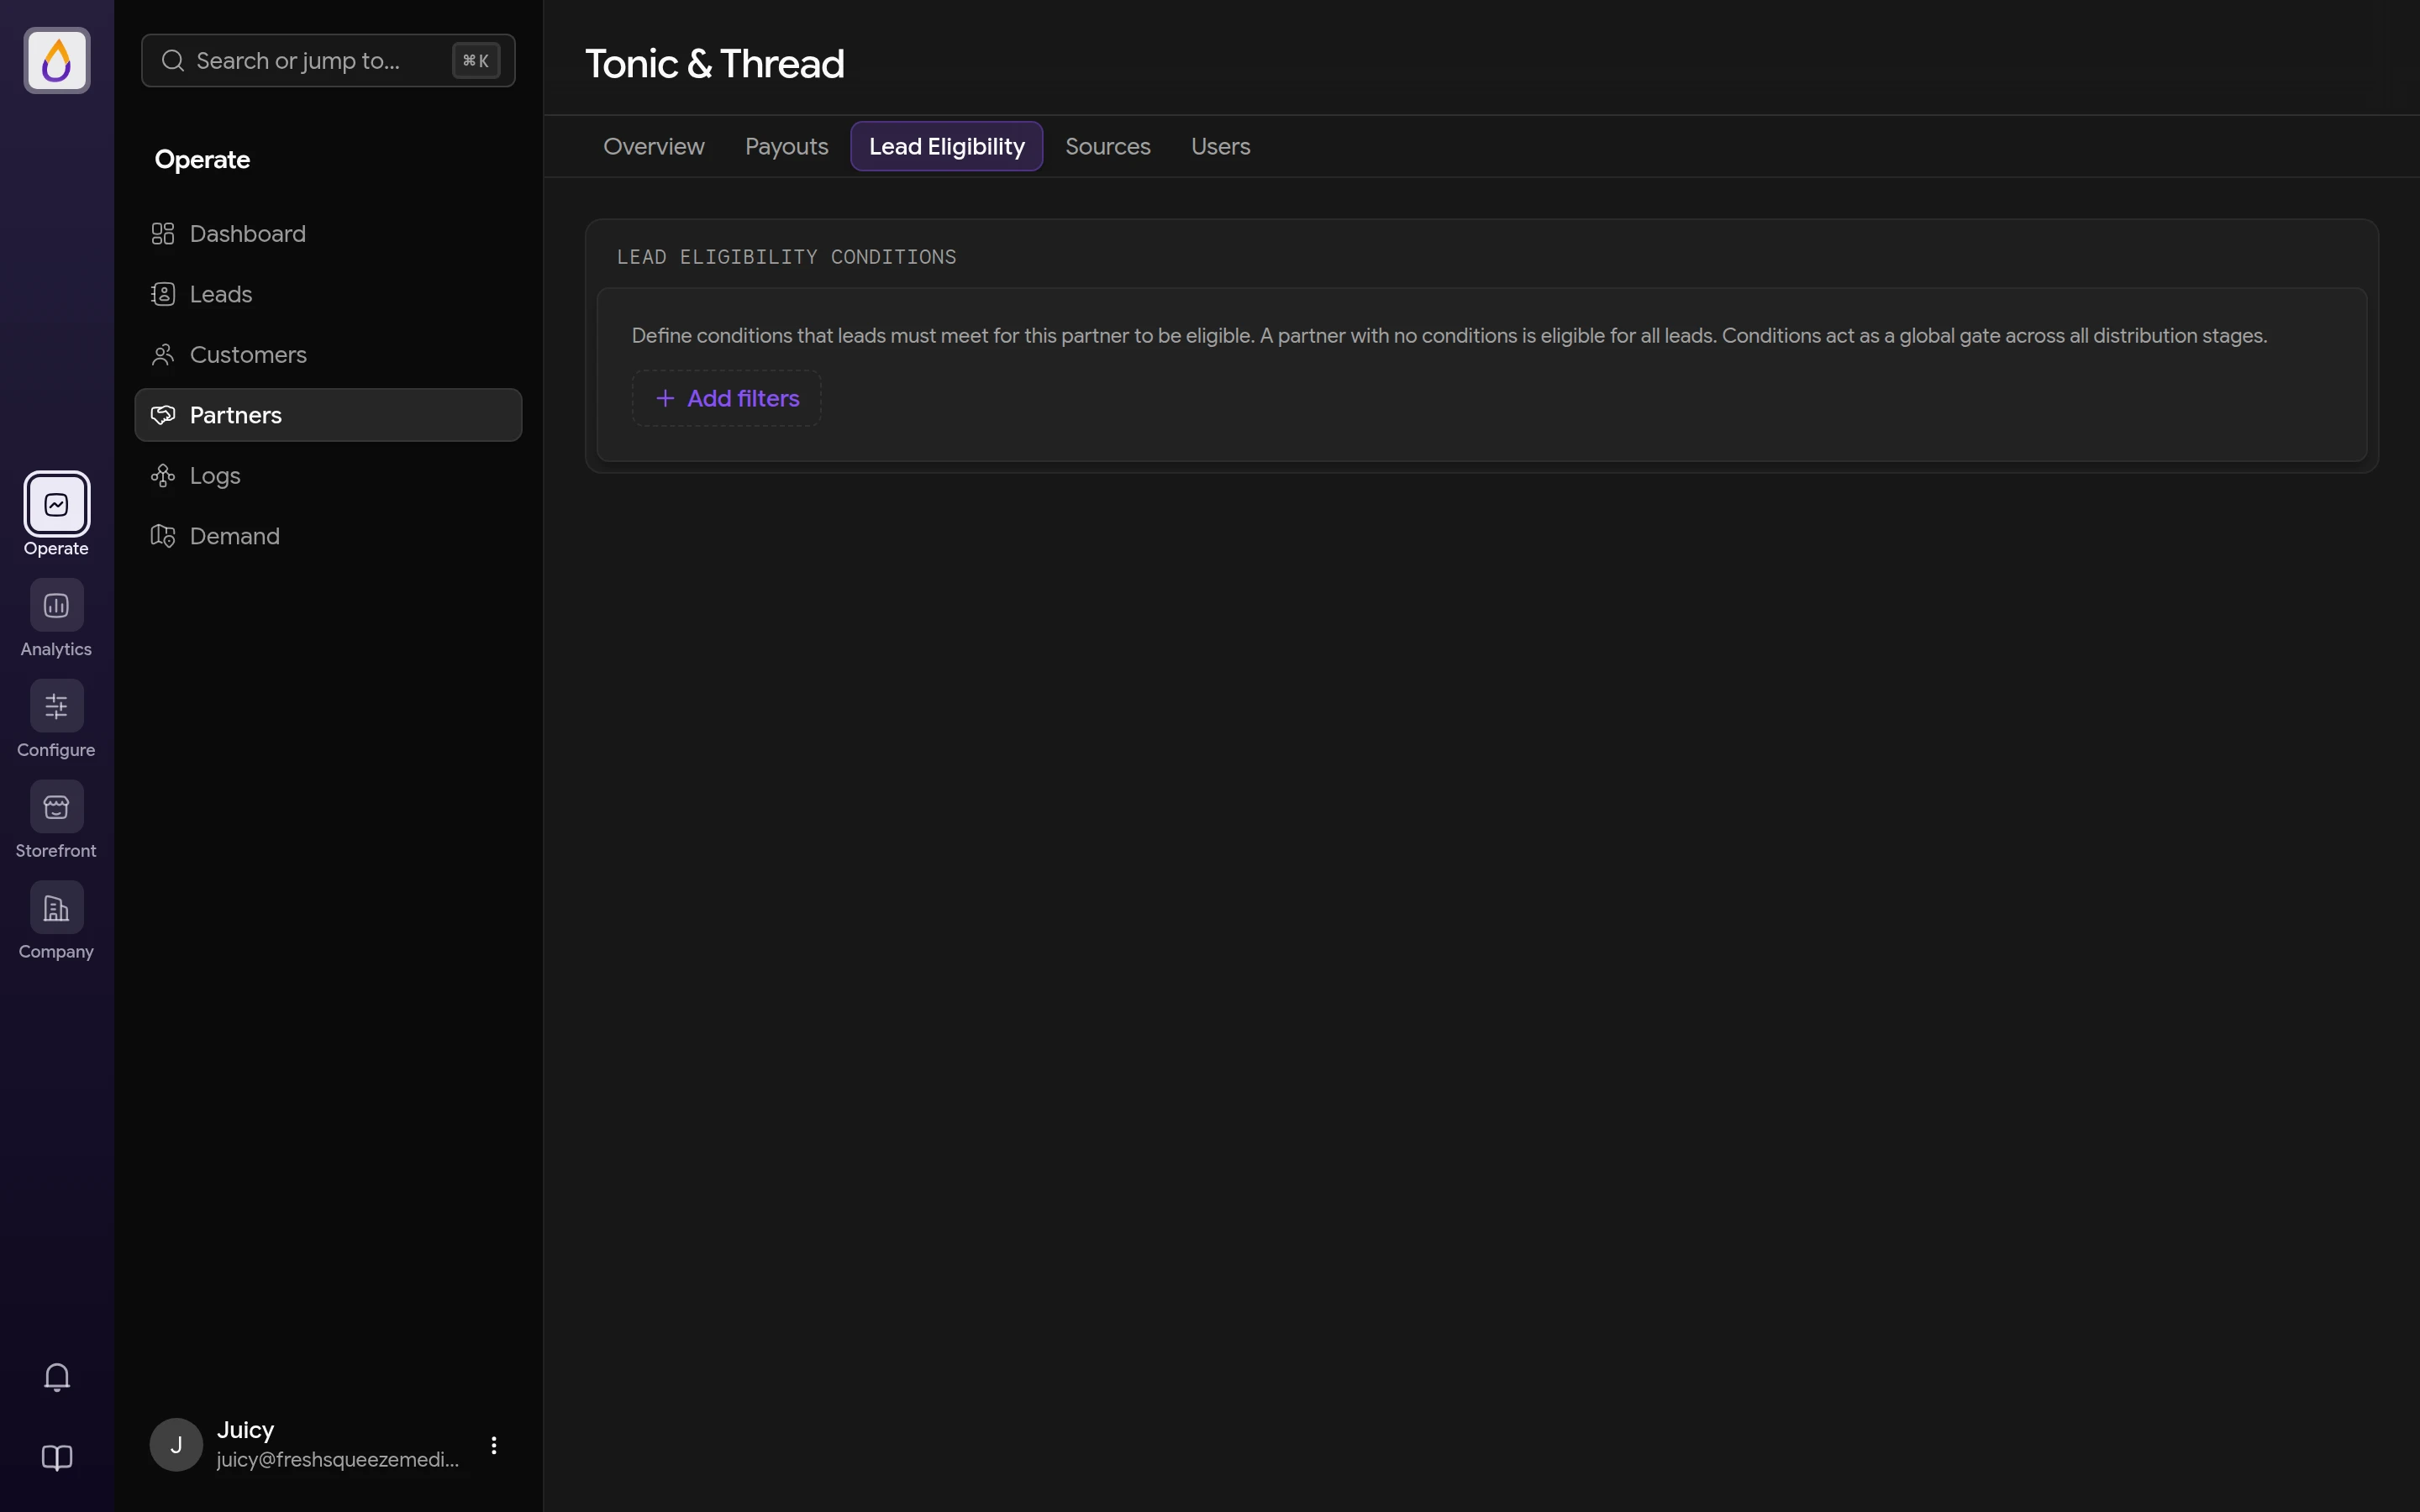 Search or jump to...
⌘K
Operate
Dashboard
Leads
Customers
Partners
Logs
Demand
Operate
Analytics
Configure
Storefront
Company
J
Juicy
juicy@freshsqueezemedi...
Tonic & Thread
Overview
Payouts
Lead Eligibility
Sources
Users
LEAD ELIGIBILITY CONDITIONS
Define conditions that leads must meet for this partner to be eligible. A partner with no conditions is eligible for all leads. Conditions act as a global gate across all distribution stages.
Add filters